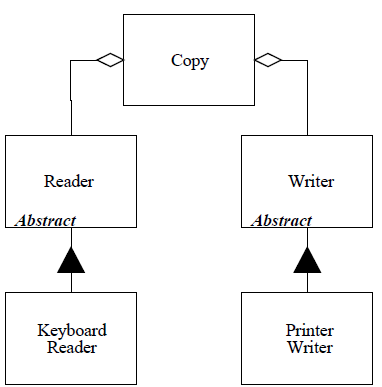 Copy
Reader
Abstract
Writer
Abstract
Keyboard
Reader
Printer
Writer